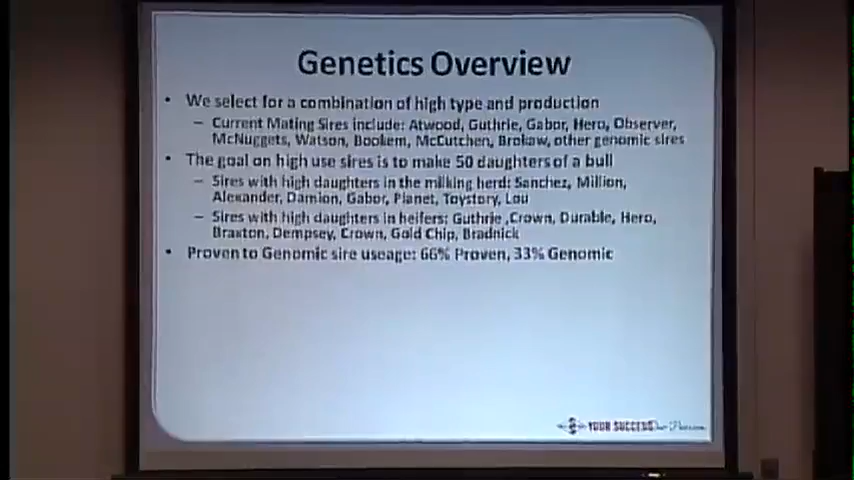 Genetics Overview
• We select for a combination of high type and production
– Current Mating Sires include: Atwood, Guthrie, Gabor, Hero, Observer,
McNuggets, Watson, Bookem, McCutchen, Brokaw, other genomic sires
• The goal on high use sires is to make 50 daughters of a bull
– Sires with high daughters in the milking herd: Sanchez, Million,
Alexander, Damion, Gabor, Planet, Toystory, Lou
– Sires with high daughters in heifers: Guthrie ,Crown, Durable, Hero,
Braxton, Dempsey, Crown, Gold Chip, Bradnick
• Proven to Genomic sire useage: 66% Proven, 33% Genomic
YOUR SUCCESS Our Passion